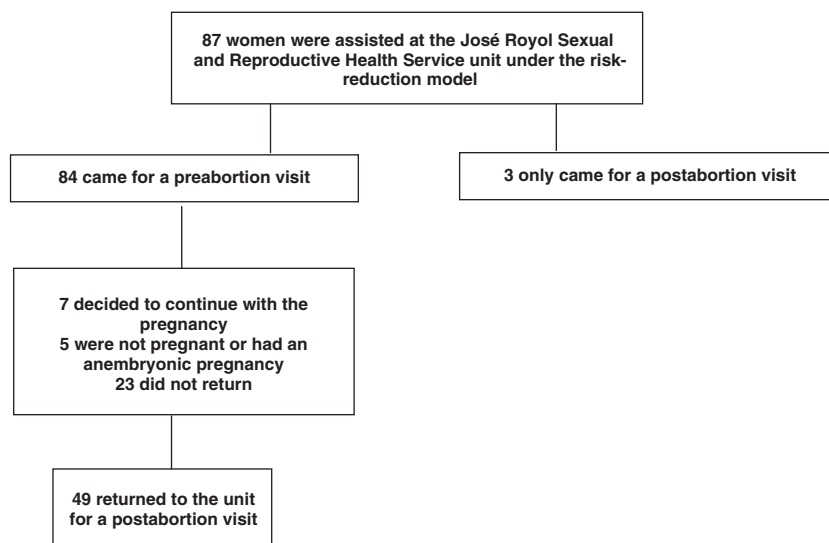 87 women were assisted at the José Royol Sexual
and Reproductive Health Service unit under the risk-
reduction model
84 came for a preabortion visit
3 only came for a postabortion visit
7 decided to continue with the
pregnancy
5 were not pregnant or had an
anembryonic pregnancy
23 did not return
49 returned to the unit
for a postabortion visit